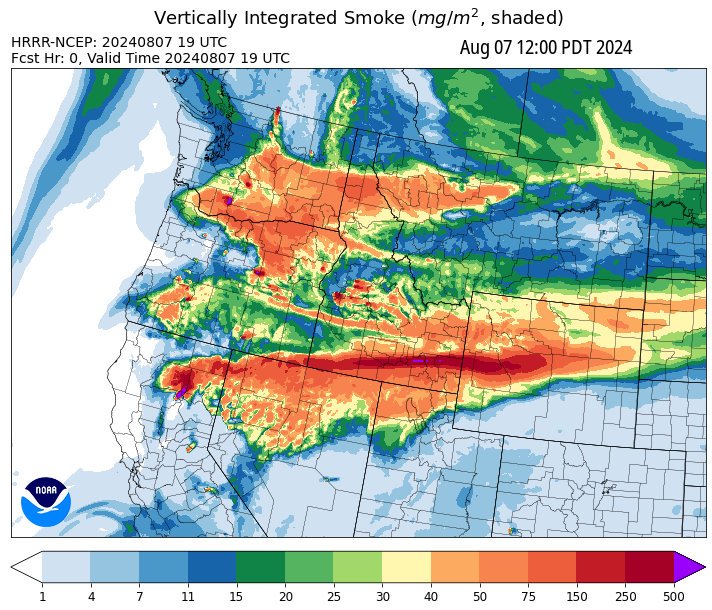 Vertically Integrated Smoke (mg/m², shaded)
HRRR-NCEP: 20240807 19 UTC
Fcst Hr: 0, Valid Time 20240807 19 UTC
Aug 07 12:00 PDT 2024
NOAA
1 4 7 11 15 20 25 30 40 50 75 150 250 500